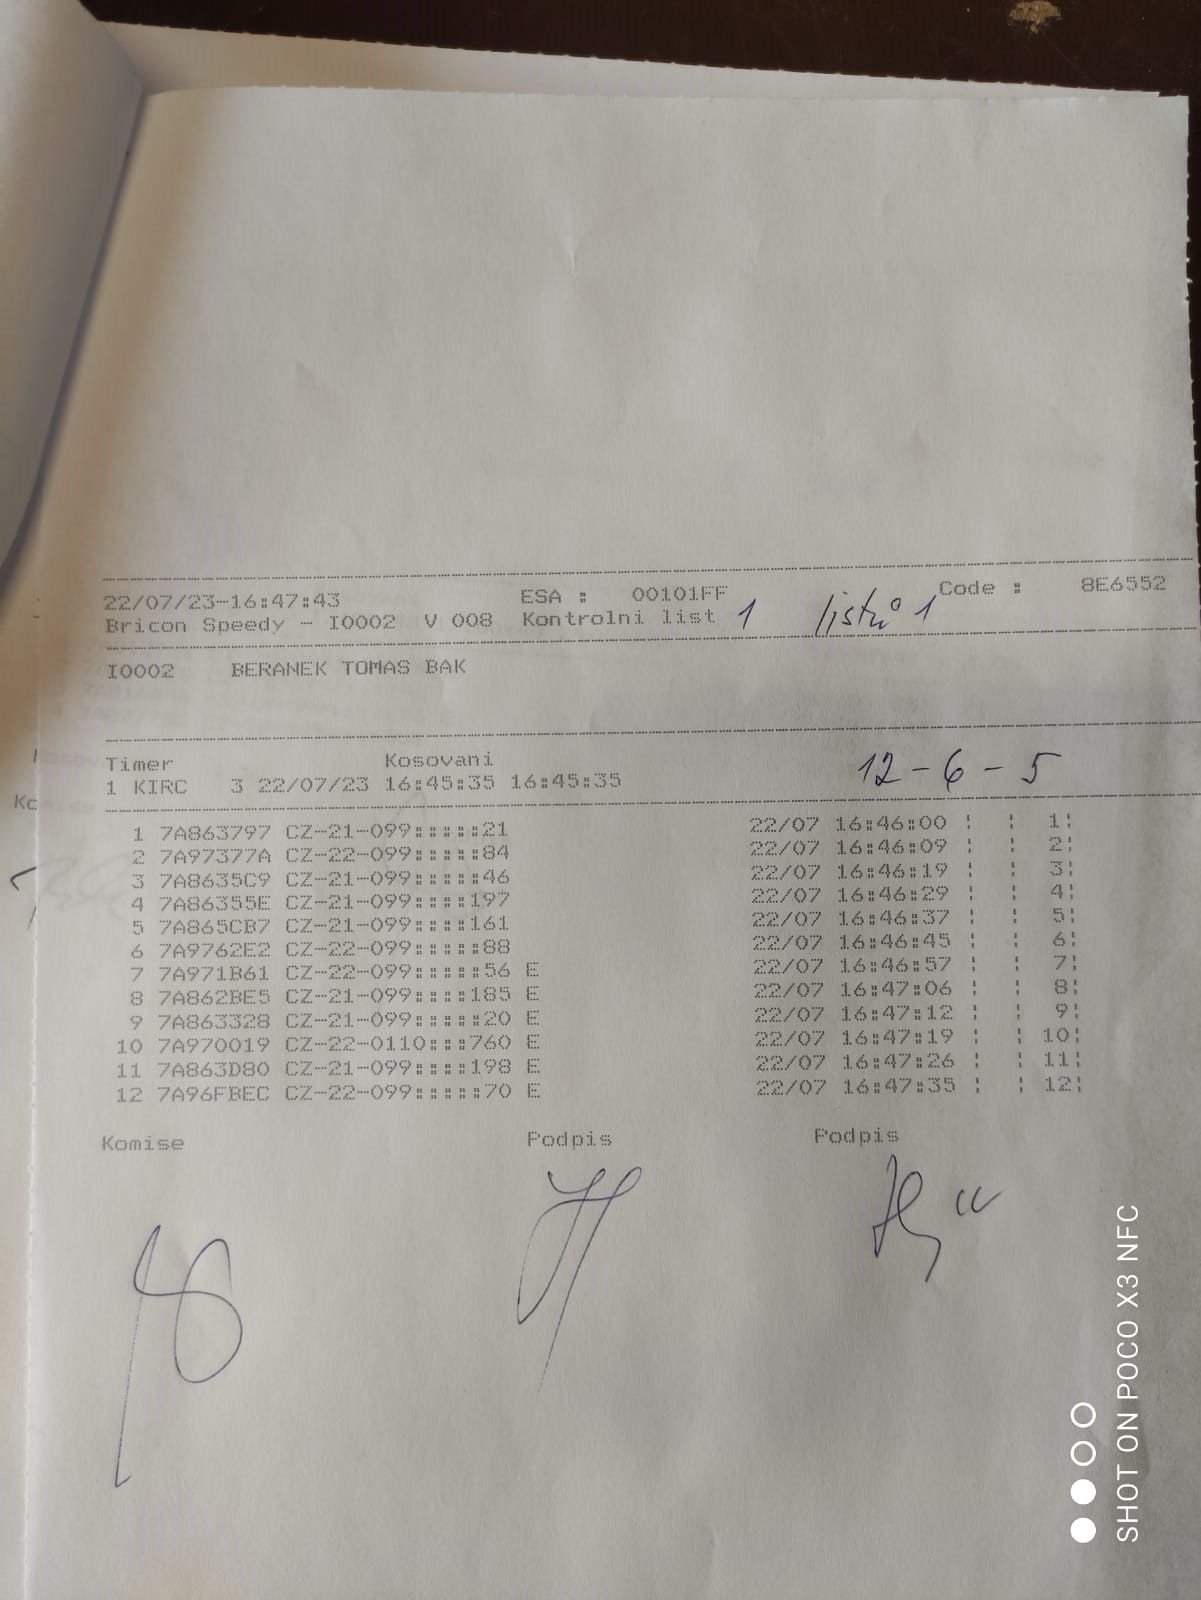 22/07/23-16:47:43 ESA : 00101FF Code : 8E6552
Bricon Speedy - I0002 V 008 Kontrolni list 1 listů 1
I0002 BERANEK TOMAS BAK
Timer Kosovani
1 KIRC 3 22/07/23 16:45:35 16:45:35 12-6-5
1 7A863797 CZ-21-099:::::21 22/07 16:46:00 ¦ ¦ 1¦
2 7A97377A CZ-22-099:::::84 22/07 16:46:09 ¦ ¦ 2¦
3 7A8635C9 CZ-21-099:::::46 22/07 16:46:19 ¦ ¦ 3¦
4 7A86355E CZ-21-099::::197 22/07 16:46:29 ¦ ¦ 4¦
5 7A865CB7 CZ-21-099::::161 22/07 16:46:37 ¦ ¦ 5¦
6 7A9762E2 CZ-22-099:::::88 22/07 16:46:45 ¦ ¦ 6¦
7 7A971B61 CZ-22-099:::::56 E 22/07 16:46:57 ¦ ¦ 7¦
8 7A862BE5 CZ-21-099::::185 E 22/07 16:47:06 ¦ ¦ 8¦
9 7A863328 CZ-21-099:::::20 E 22/07 16:47:12 ¦ ¦ 9¦
10 7A970019 CZ-22-0110:::760 E 22/07 16:47:19 ¦ ¦ 10¦
11 7A863D80 CZ-21-099::::198 E 22/07 16:47:26 ¦ ¦ 11¦
12 7A96FBEC CZ-22-099:::::70 E 22/07 16:47:35 ¦ ¦ 12¦
Komise Podpis Podpis
SHOT ON POCO X3 NFC